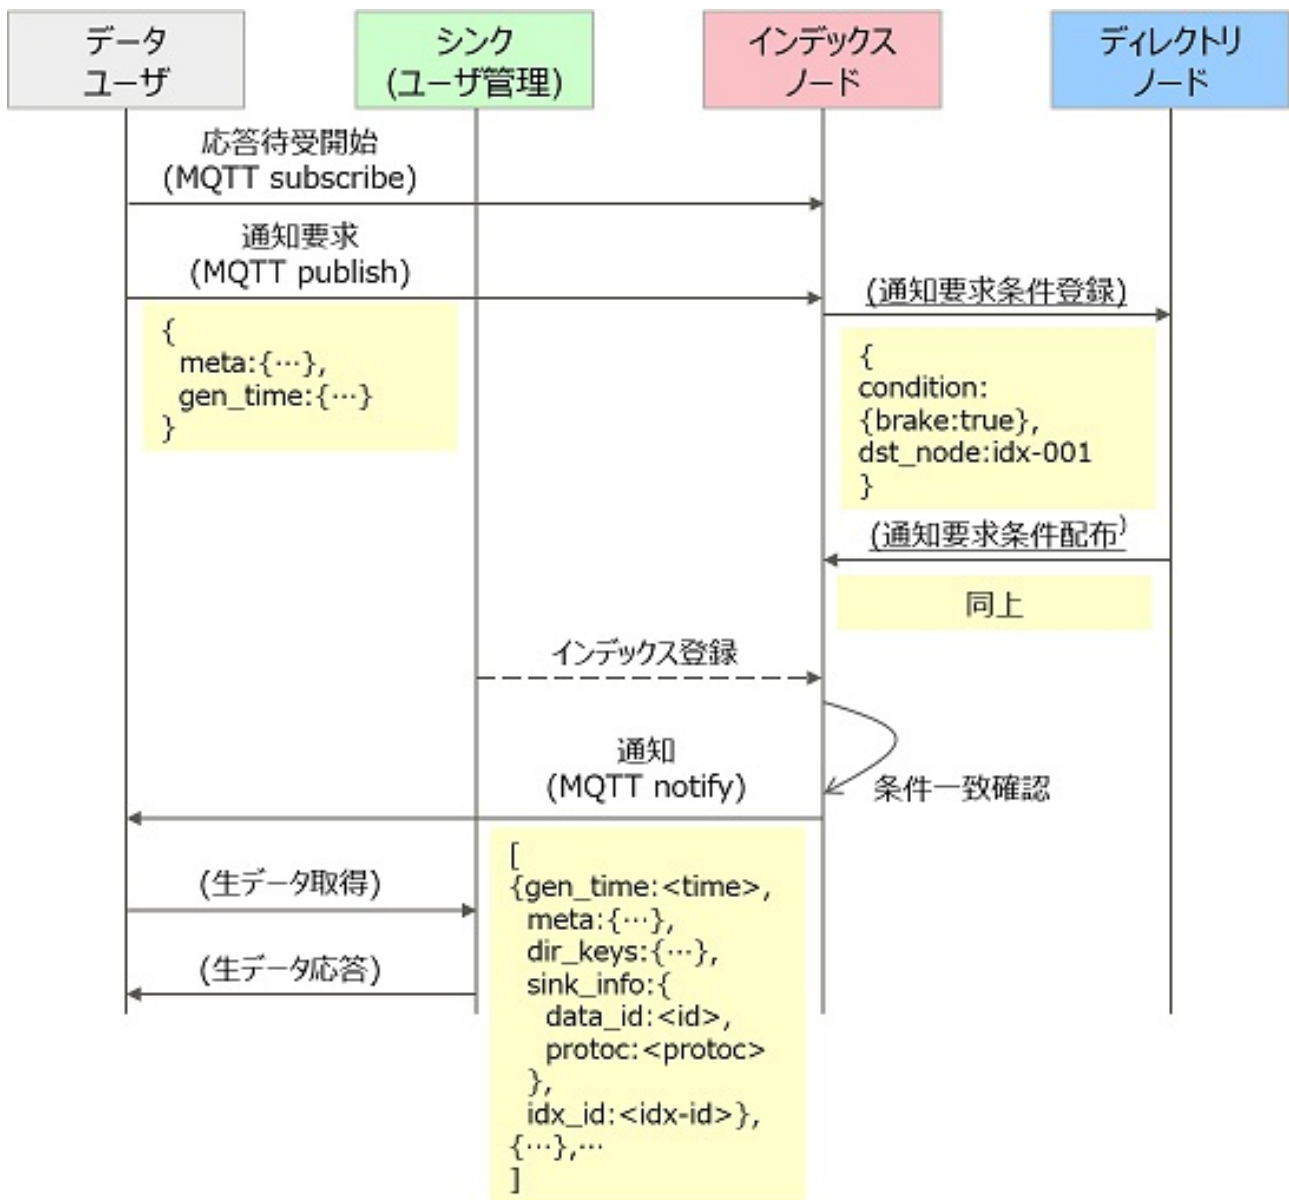 データ
ユーザ
シンク
(ユーザ管理)
インデックス
ノード
ディレクトリ
ノード
応答待受開始
(MQTT subscribe)
通知要求
(MQTT publish)
{
meta:{…},
gen_time:{…}
}
(通知要求条件登録)
{
condition:
{brake:true},
dst_node:idx-001
}
(通知要求条件配布)
同上
インデックス登録
通知
(MQTT notify)
条件一致確認
[
{gen_time:<time>,
meta:{…},
dir_keys:{…},
sink_info:{
data_id:<id>,
protoc:<protoc>
},
idx_id:<idx-id>},
{…},…
]
(生データ取得)
(生データ応答)